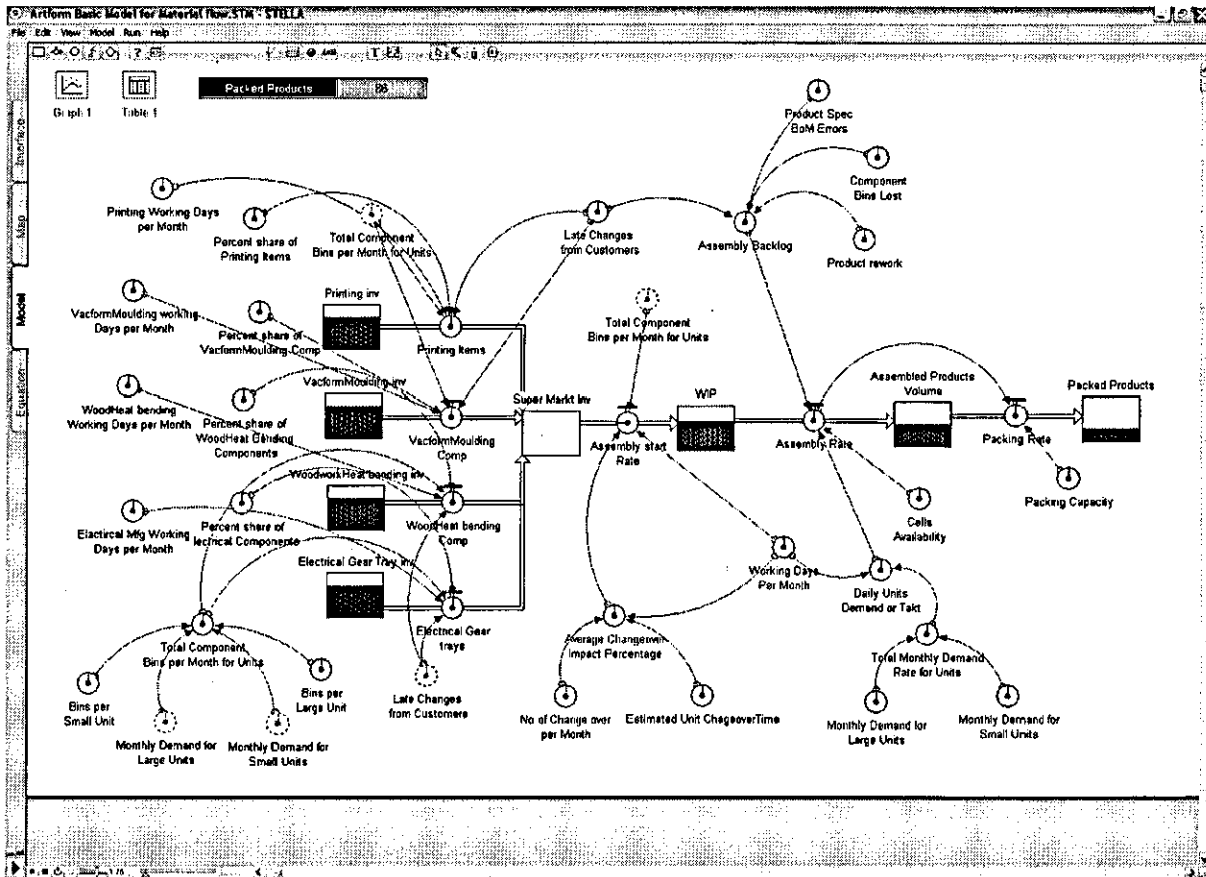 Artform Basic Model for Material flow.STM - STELLA
File Edit View Model Run Help
Graph 1
Table 1
Packed Products
Interface
Map
Model
Equation
Product Spec
BoM Errors
Component
Bins Lost
Printing Working Days
per Month
Percent share of
Printing Items
Total Component
Bins per Month for Units
Late Changes
from Customers
Assembly Backlog
Product rework
VacformMoulding working
Days per Month
Percent share of
VacformMoulding Comp
Printing inv
Printing Items
Total Component
Bins per Month for Units
WoodHeat bending
Working Days per Month
Percent share of
WoodHeat Bending
Components
VacformMoulding inv
VacformMoulding
Comp
Super Markt inv
Assembly start
Rate
WIP
Assembly Rate
Assembled Products
Volume
Packing Rate
Packed Products
Packing Capacity
Electircal Mfg Working
Days per Month
Percent share of
lectrical Components
WoodworkHeat bending inv
WoodHeat bending
Comp
Cells
Availability
Electrical Gear Tray inv
Electrical Gear
trays
Working Days
Per Month
Daily Units
Demand or Takt
Total Component
Bins per Month for Units
Average Changeover
Impact Percentage
Total Monthly Demand
Rate for Units
Bins per
Small Unit
Bins per
Large Unit
Late Changes
from Customers
No of Change over
per Month
Estimated Unit ChageoverTime
Monthly Demand for
Large Units
Monthly Demand for
Small Units
Monthly Demand for
Large Units
Monthly Demand for
Small Units